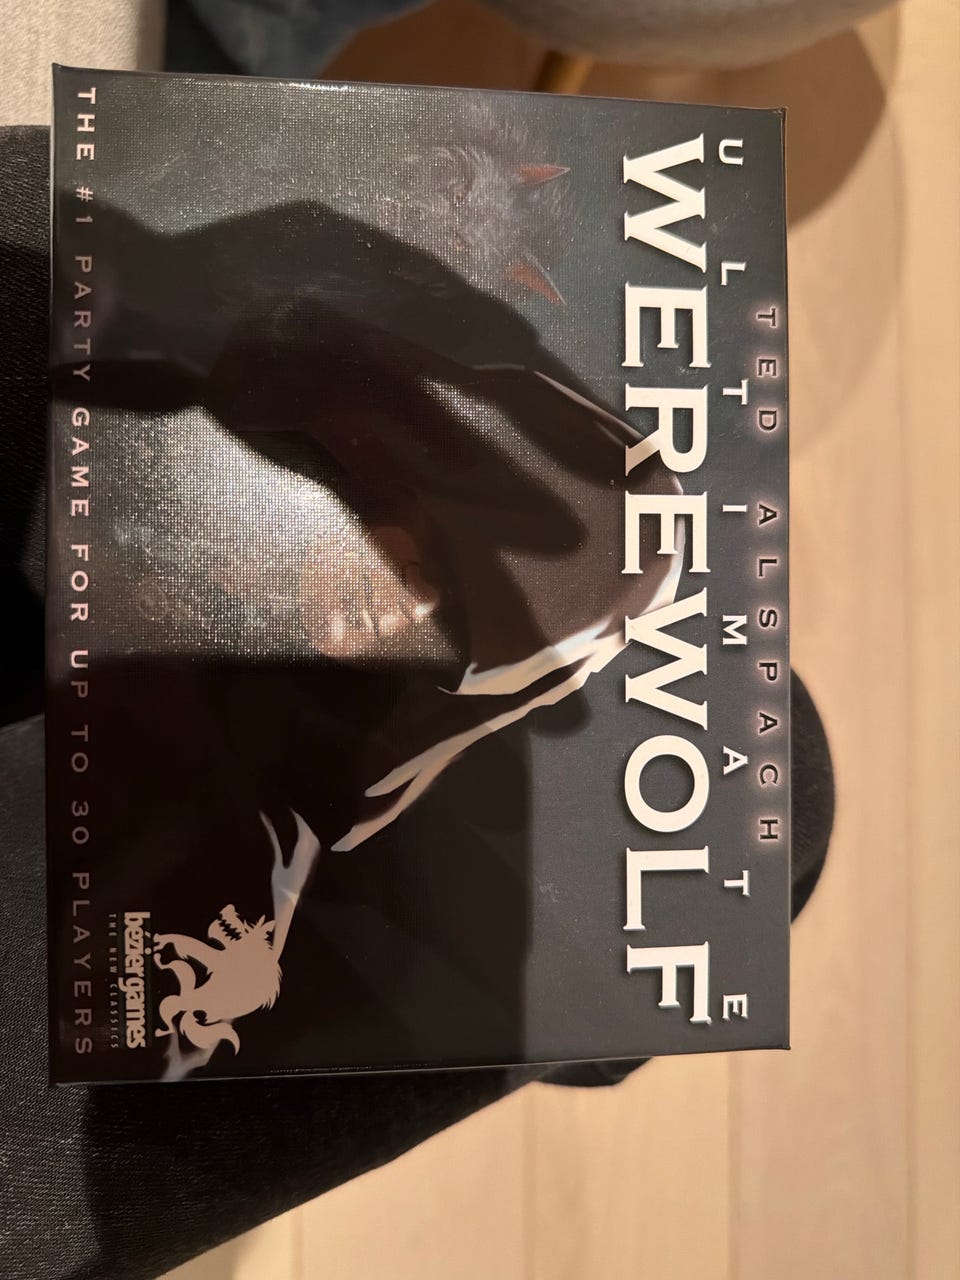 TED ALSPACH
ULTIMATE
WEREWOLF
béziergames
THE NEW CLASSICS
THE #1 PARTY GAME FOR UP TO 30 PLAYERS